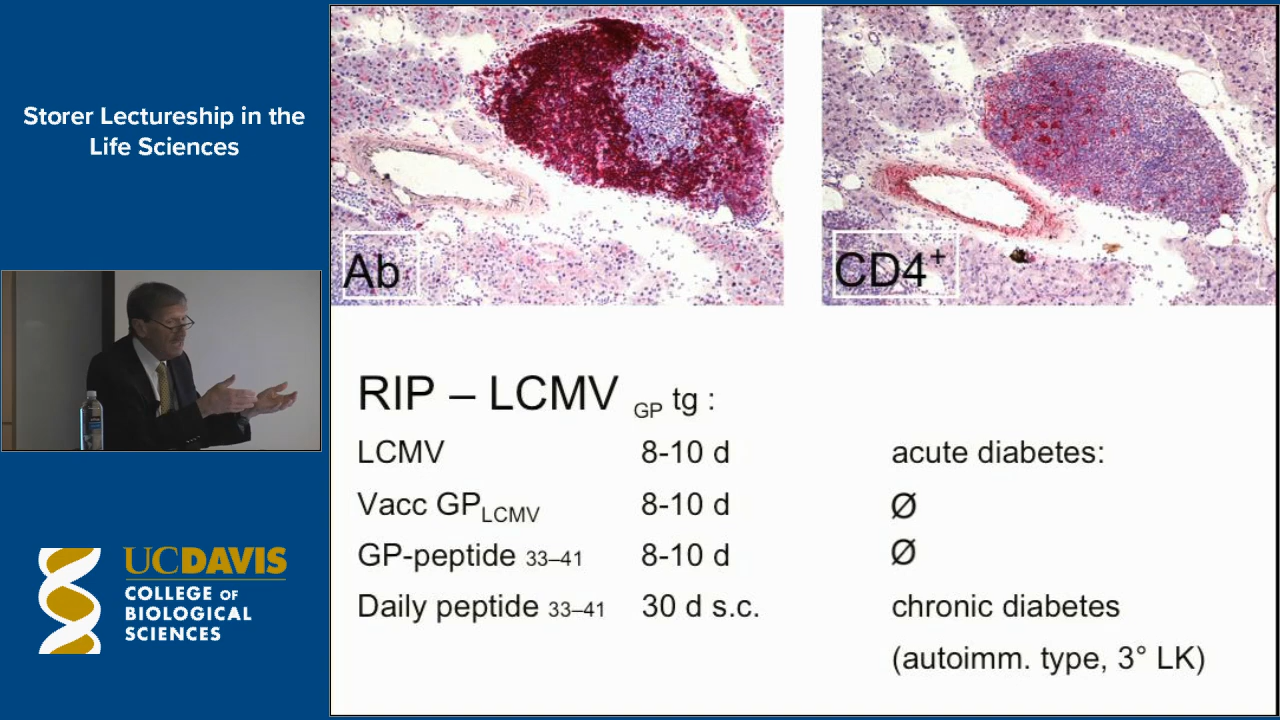 Storer Lectureship in the
Life Sciences
UCDAVIS
COLLEGE OF
BIOLOGICAL
SCIENCES
Ab
CD4+
RIP – LCMV GP tg :
LCMV 8-10 d acute diabetes:
Vacc GPLCMV 8-10 d Ø
GP-peptide 33–41 8-10 d Ø
Daily peptide 33–41 30 d s.c. chronic diabetes
(autoimm. type, 3° LK)